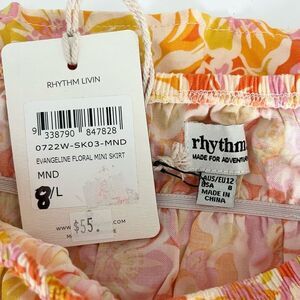 RHYTHM LIVIN
9 338790 847828
0722W-SK03-MND
EVANGELINE FLORAL MINI SKIRT
MND
8/L
$55.
rhythm.
MADE FOR ADVENTURE
AUS/EU 12
USA 8
MADE IN
CHINA